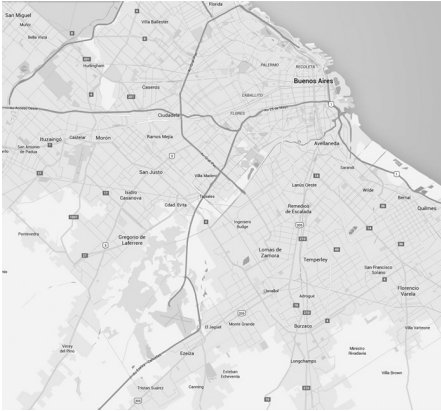 San Miguel
Florida
Muñiz
Villa Ballester
Bella Vista
Hurlingham
PALERMO
RECOLETA
Buenos Aires
Caseros
CABALLITO
Ciudadela
FLORES
Ituzaingó
Castelar
Morón
Ramos Mejía
Avellaneda
San Antonio
de Padua
Sarandí
San Justo
Villa Madero
Lanús Oeste
Wilde
Isidro
Casanova
Tapiales
Bernal
Cdad. Evita
Remedios
de Escalada
Quilmes
Ingeniero
Budge
Pontevedra
Gregorio de
Laferrere
Lomas de
Zamora
Temperley
San Francisco
Solano
Florencio
Varela
Adrogué
El Jagüel
Monte Grande
Burzaco
Villa Vatteone
Virrey
del Pino
Ezeiza
Ministro
Rivadavia
Longchamps
Esteban
Echeverría
Villa Brown
Tristán Suárez
Canning